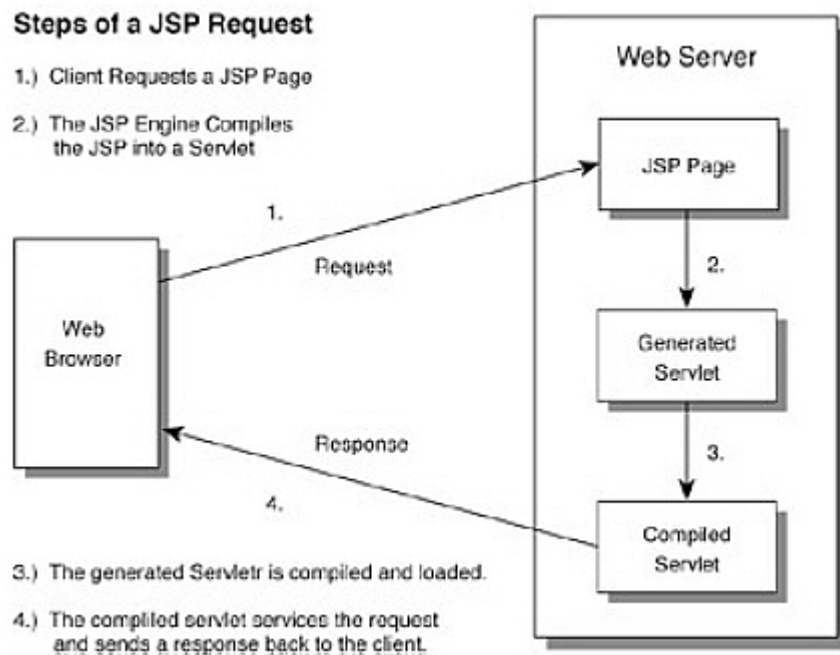 Steps of a JSP Request
1.) Client Requests a JSP Page
2.) The JSP Engine Compiles
the JSP into a Servlet
Web Server
JSP Page
1.
Request
2.
Web
Browser
Generated
Servlet
Response
3.
4.
Compiled
Servlet
3.) The generated Servletr is compiled and loaded.
4.) The compliled servlet services the request
and sends a response back to the client.